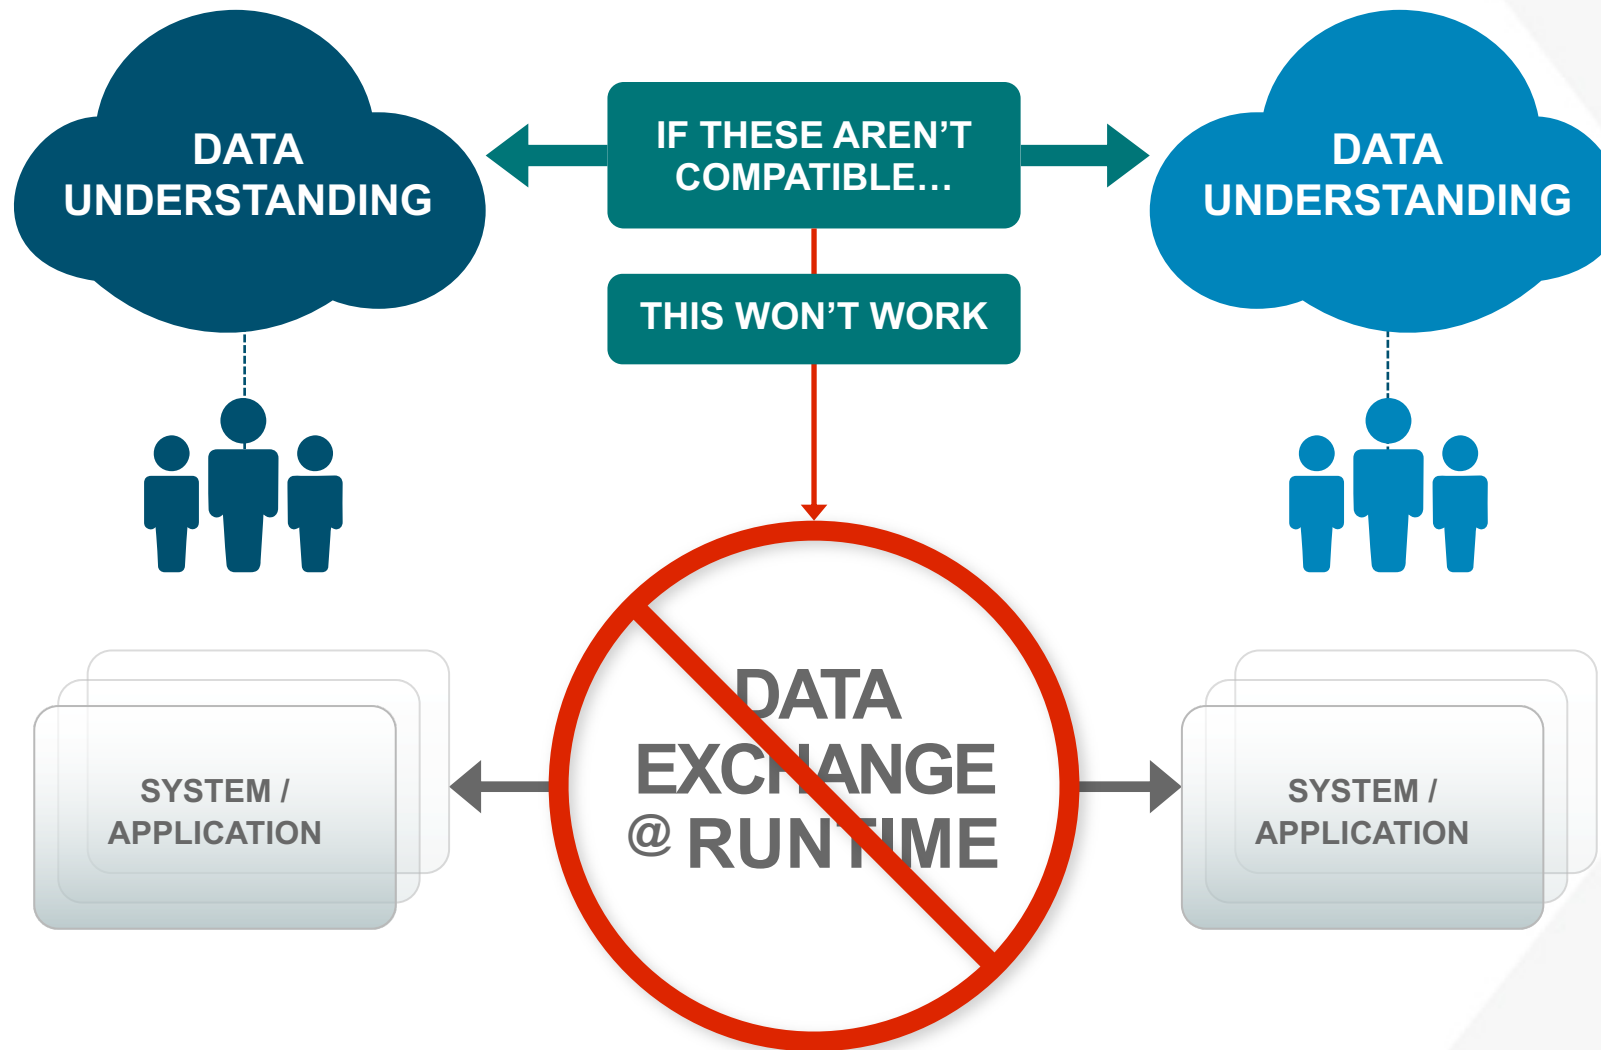 DATA
UNDERSTANDING
IF THESE AREN’T
COMPATIBLE…
DATA
UNDERSTANDING
THIS WON’T WORK
SYSTEM /
APPLICATION
DATA
EXCHANGE
@ RUNTIME
SYSTEM /
APPLICATION